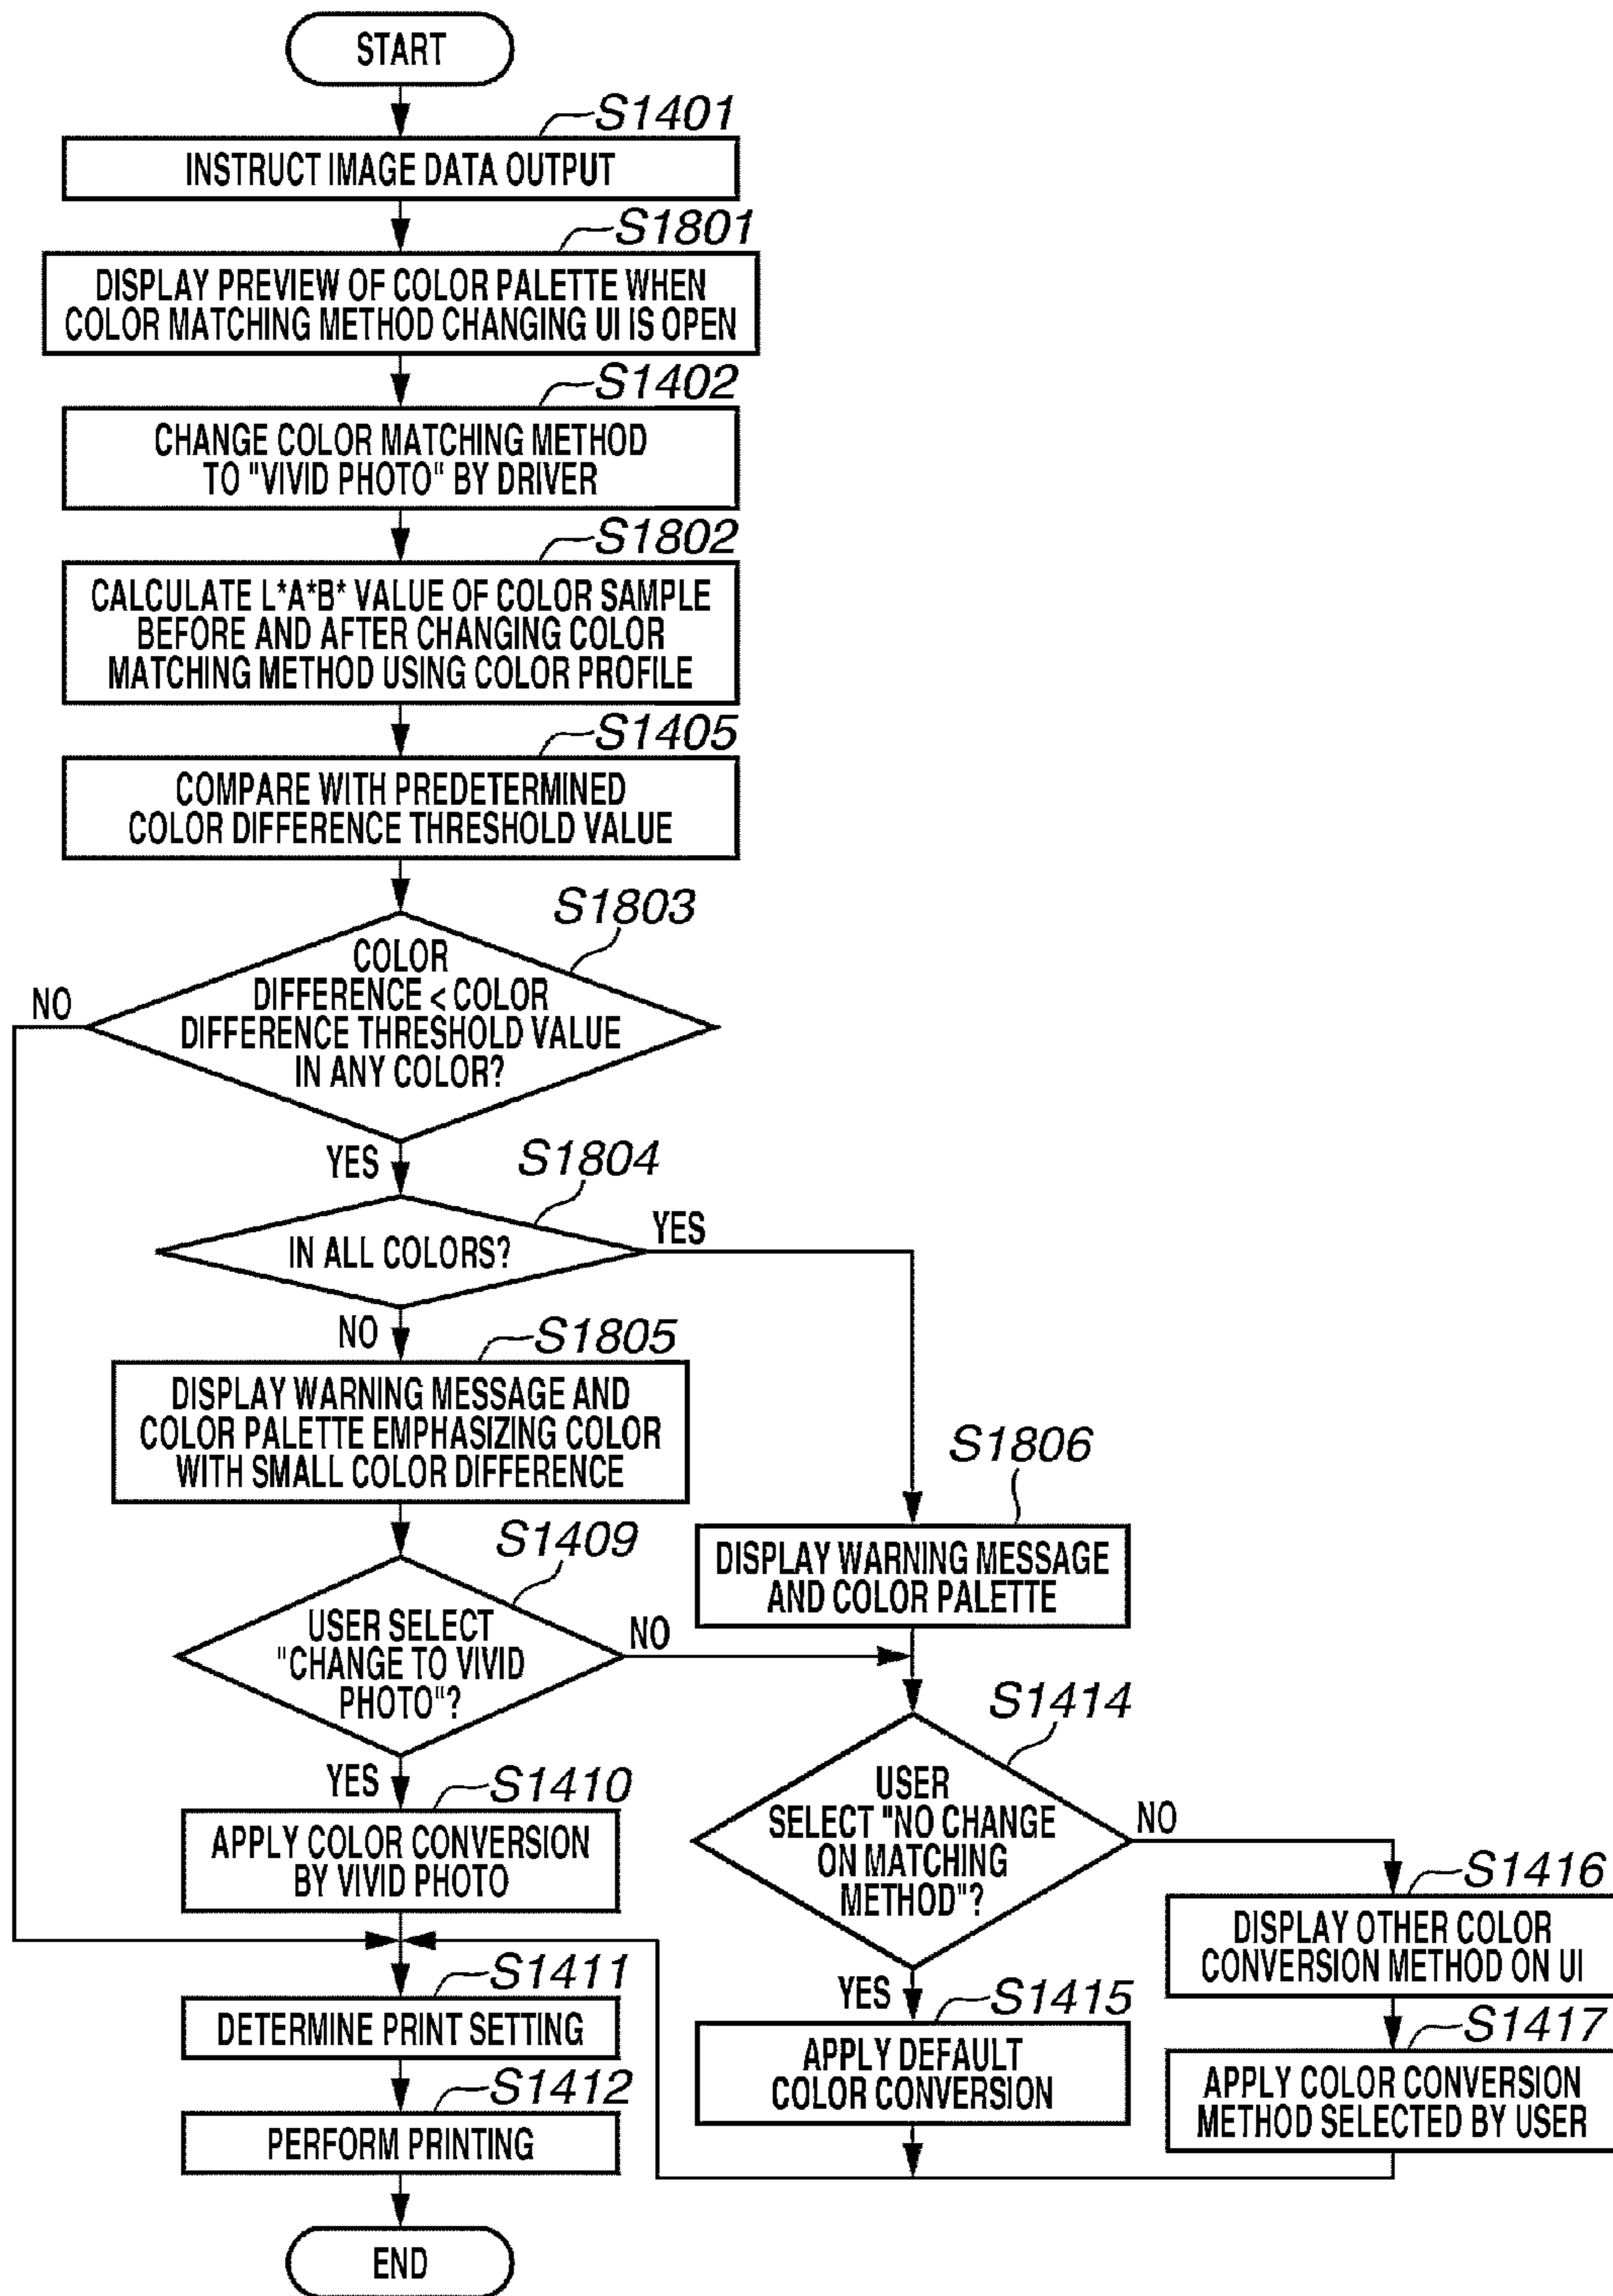 START
S1401
INSTRUCT IMAGE DATA OUTPUT
S1801
DISPLAY PREVIEW OF COLOR PALETTE WHEN
COLOR MATCHING METHOD CHANGING UI IS OPEN
S1402
CHANGE COLOR MATCHING METHOD
TO "VIVID PHOTO" BY DRIVER
S1802
CALCULATE L*A*B* VALUE OF COLOR SAMPLE
BEFORE AND AFTER CHANGING COLOR
MATCHING METHOD USING COLOR PROFILE
S1405
COMPARE WITH PREDETERMINED
COLOR DIFFERENCE THRESHOLD VALUE
S1803
COLOR
DIFFERENCE < COLOR
DIFFERENCE THRESHOLD VALUE
IN ANY COLOR?
NO
YES
S1804
IN ALL COLORS?
YES
NO
S1805
DISPLAY WARNING MESSAGE AND
COLOR PALETTE EMPHASIZING COLOR
WITH SMALL COLOR DIFFERENCE
S1806
DISPLAY WARNING MESSAGE
AND COLOR PALETTE
S1409
USER SELECT
"CHANGE TO VIVID
PHOTO"?
NO
YES
S1410
APPLY COLOR CONVERSION
BY VIVID PHOTO
S1414
USER
SELECT "NO CHANGE
ON MATCHING
METHOD"?
NO
YES
S1416
DISPLAY OTHER COLOR
CONVERSION METHOD ON UI
S1411
DETERMINE PRINT SETTING
S1415
APPLY DEFAULT
COLOR CONVERSION
S1417
APPLY COLOR CONVERSION
METHOD SELECTED BY USER
S1412
PERFORM PRINTING
END